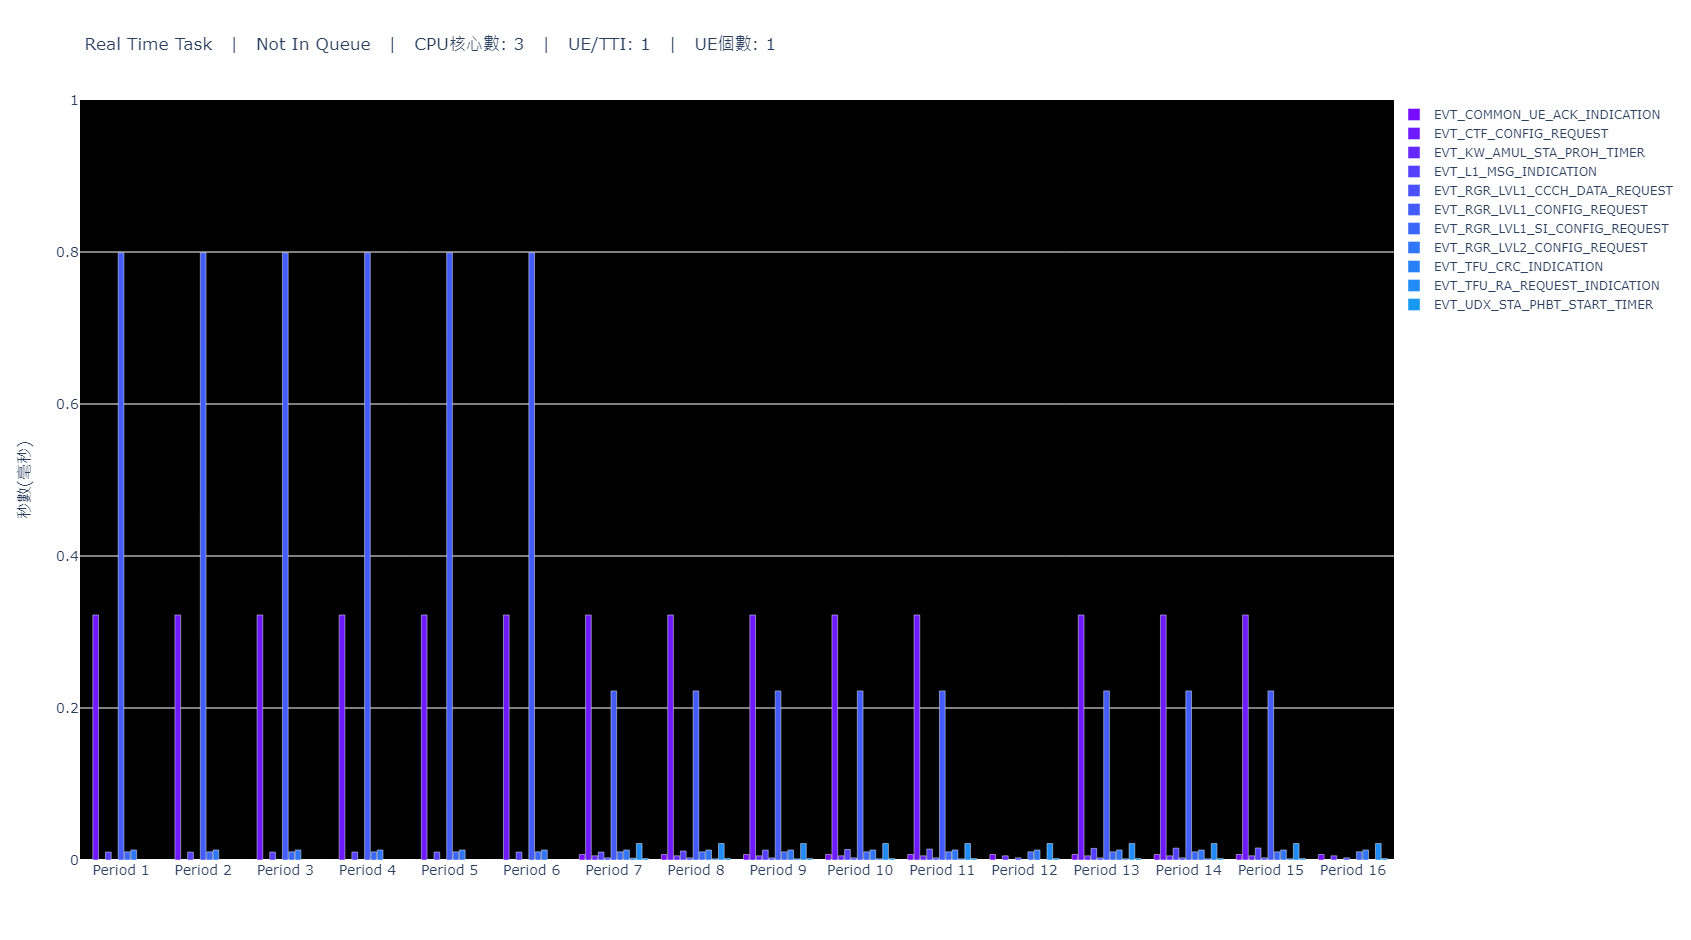 Real Time Task | Not In Queue | CPU核心數: 3 | UE/TTI: 1 | UE個數: 1
1
0.8
0.6
0.4
0.2
0
秒數(毫秒)
Period 1 Period 2 Period 3 Period 4 Period 5 Period 6 Period 7 Period 8 Period 9 Period 10 Period 11 Period 12 Period 13 Period 14 Period 15 Period 16
EVT_COMMON_UE_ACK_INDICATION
EVT_CTF_CONFIG_REQUEST
EVT_KW_AMUL_STA_PROH_TIMER
EVT_L1_MSG_INDICATION
EVT_RGR_LVL1_CCCH_DATA_REQUEST
EVT_RGR_LVL1_CONFIG_REQUEST
EVT_RGR_LVL1_SI_CONFIG_REQUEST
EVT_RGR_LVL2_CONFIG_REQUEST
EVT_TFU_CRC_INDICATION
EVT_TFU_RA_REQUEST_INDICATION
EVT_UDX_STA_PHBT_START_TIMER